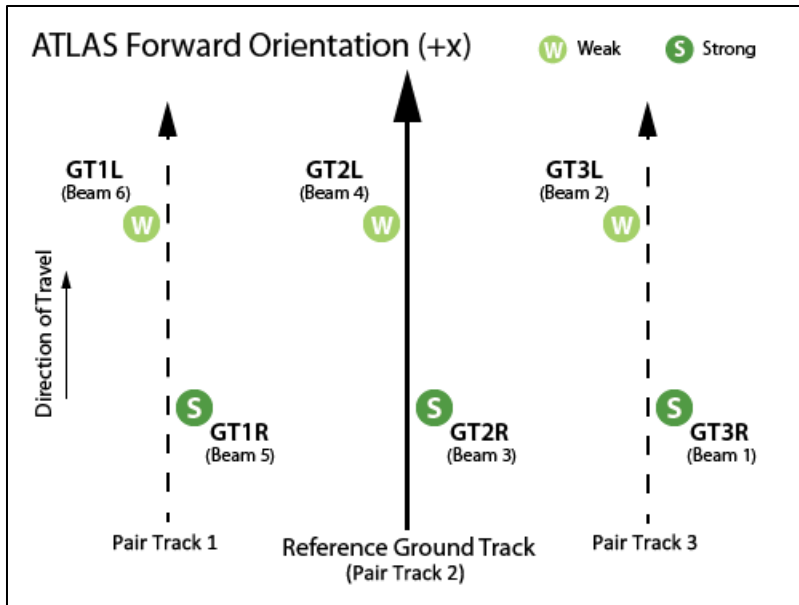 ATLAS Forward Orientation (+x)
W Weak
S Strong
GT1L
(Beam 6)
W
GT2L
(Beam 4)
W
GT3L
(Beam 2)
W
Direction of Travel
S
GT1R
(Beam 5)
S
GT2R
(Beam 3)
S
GT3R
(Beam 1)
Pair Track 1
Reference Ground Track
(Pair Track 2)
Pair Track 3